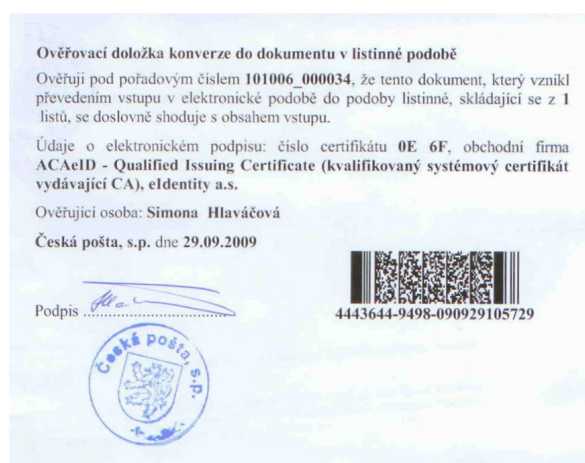 Ověřovací doložka konverze do dokumentu v listinné podobě
Ověřuji pod pořadovým číslem 101006_000034, že tento dokument, který vznikl
převedením vstupu v elektronické podobě do podoby listinné, skládající se z 1
listů, se doslovně shoduje s obsahem vstupu.
Údaje o elektronickém podpisu: číslo certifikátu 0E 6F, obchodní firma
ACAeID - Qualified Issuing Certificate (kvalifikovaný systémový certifikát
vydávající CA), eIdentity a.s.
Ověřující osoba: Simona Hlaváčová
Česká pošta, s.p. dne 29.09.2009
Podpis
4443644-9498-090929105729
Česká pošta, s.p.